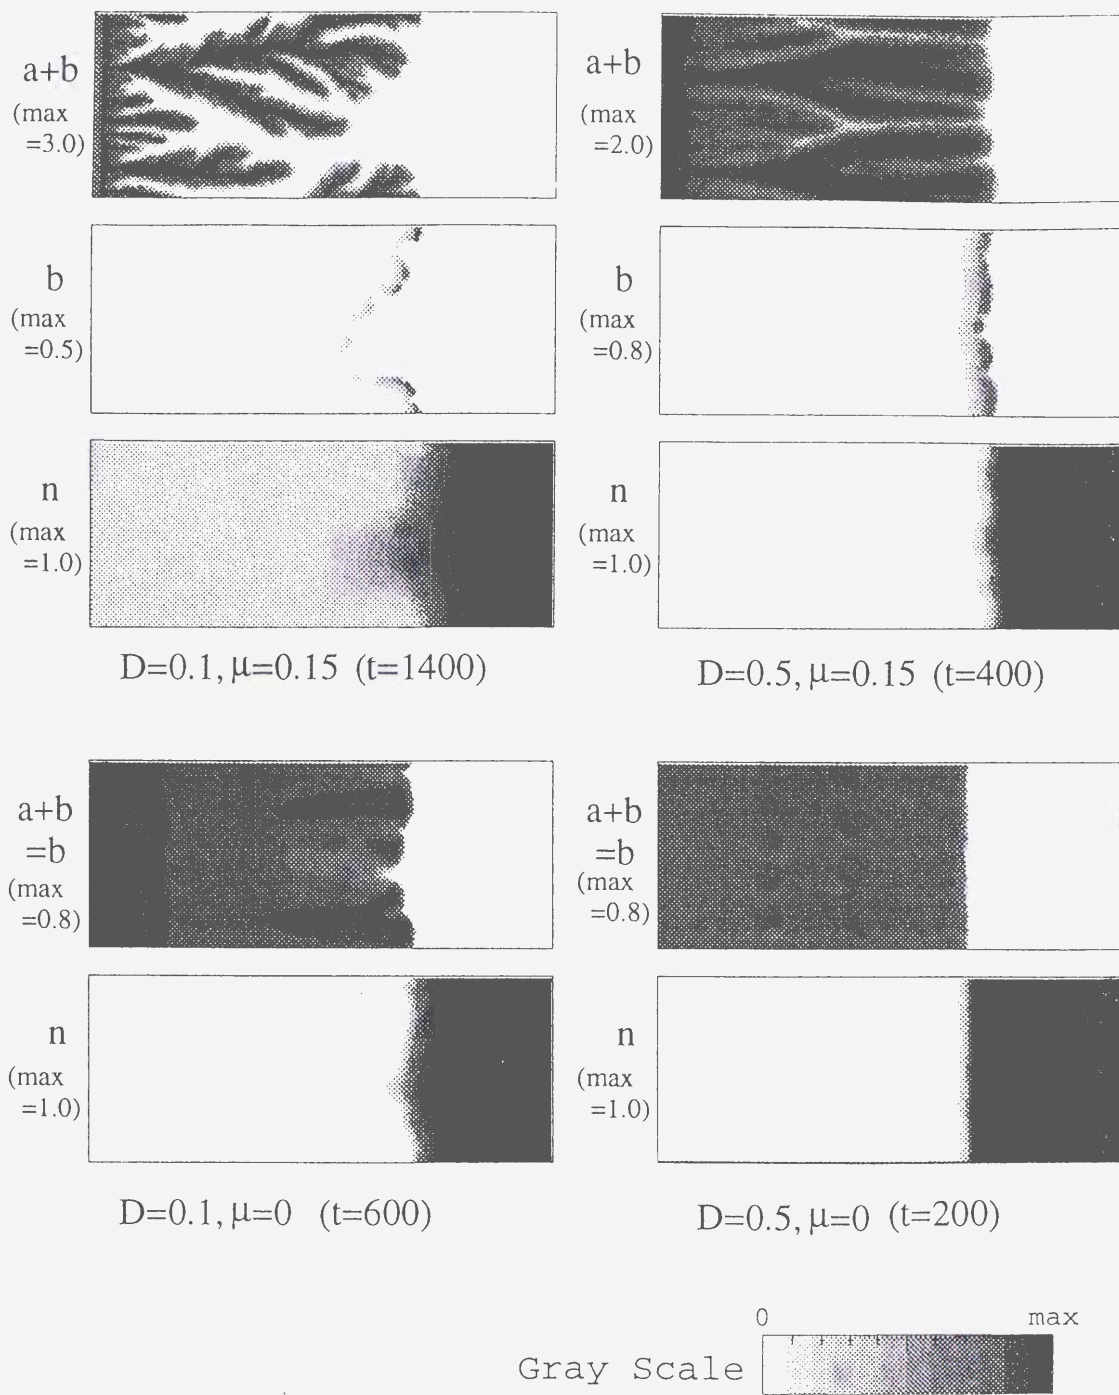 a+b
(max
=3.0)
a+b
(max
=2.0)
b
(max
=0.5)
b
(max
=0.8)
n
(max
=1.0)
n
(max
=1.0)
D=0.1, μ=0.15 (t=1400)
D=0.5, μ=0.15 (t=400)
a+b
=b
(max
=0.8)
a+b
=b
(max
=0.8)
n
(max
=1.0)
n
(max
=1.0)
D=0.1, μ=0 (t=600)
D=0.5, μ=0 (t=200)
0 max
Gray Scale